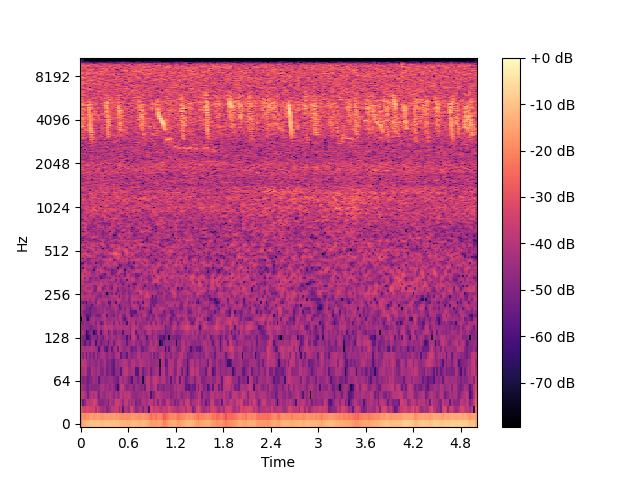 8192
4096
2048
1024
512
256
128
64
0
Hz
0 0.6 1.2 1.8 2.4 3 3.6 4.2 4.8
Time
+0 dB
-10 dB
-20 dB
-30 dB
-40 dB
-50 dB
-60 dB
-70 dB